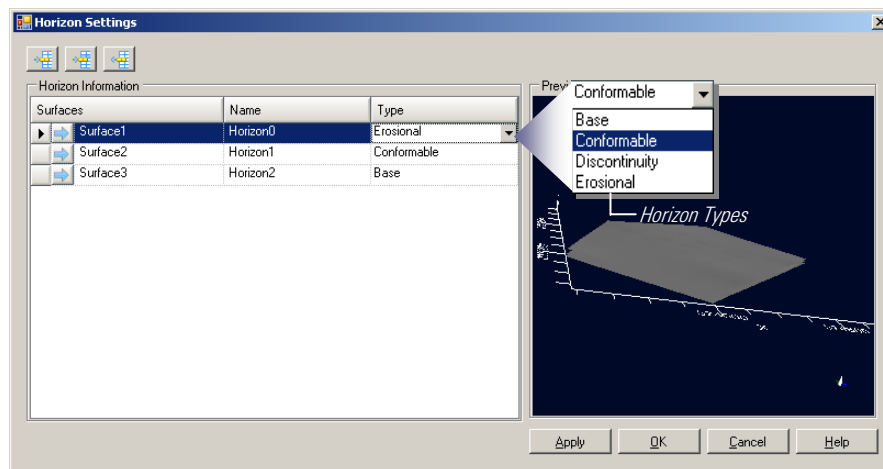 Horizon Settings
Horizon Information
Surfaces Name Type
Surface1 Horizon0 Erosional
Surface2 Horizon1 Conformable
Surface3 Horizon2 Base
Conformable
Base
Conformable
Discontinuity
Erosional
Horizon Types
Apply OK Cancel Help